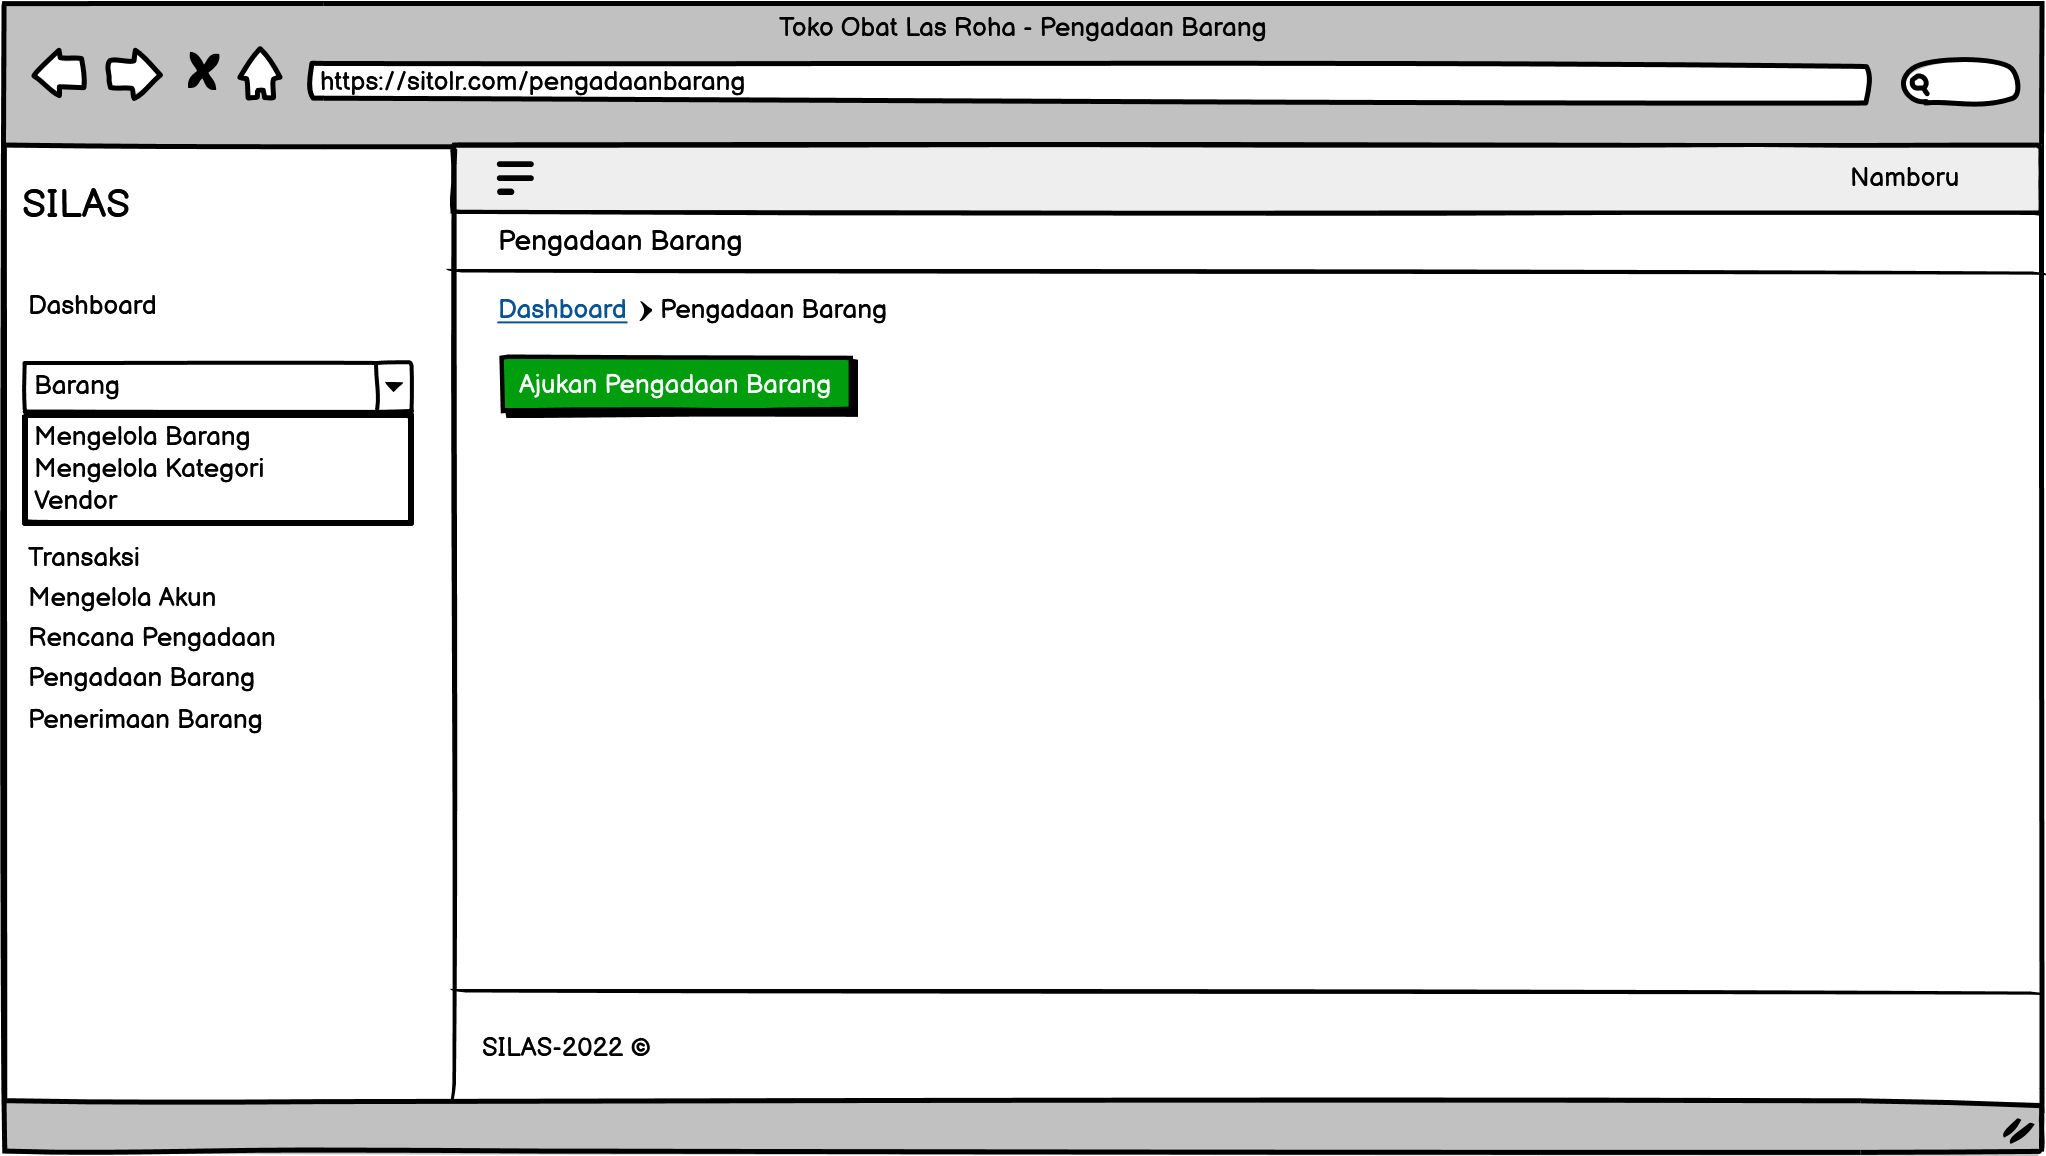 Toko Obat Las Roha - Pengadaan Barang
https://sitolr.com/pengadaanbarang
SILAS
Namboru
Pengadaan Barang
Dashboard
Dashboard Pengadaan Barang
Barang
Ajukan Pengadaan Barang
Mengelola Barang
Mengelola Kategori
Vendor
Transaksi
Mengelola Akun
Rencana Pengadaan
Pengadaan Barang
Penerimaan Barang
SILAS-2022 ©